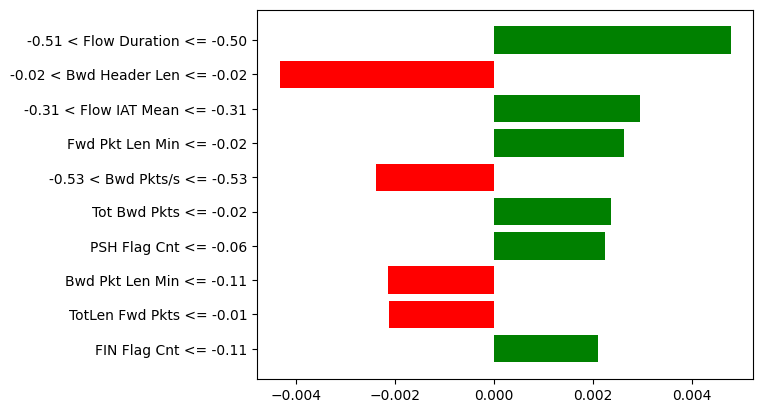 -0.51 < Flow Duration <= -0.50
-0.02 < Bwd Header Len <= -0.02
-0.31 < Flow IAT Mean <= -0.31
Fwd Pkt Len Min <= -0.02
-0.53 < Bwd Pkts/s <= -0.53
Tot Bwd Pkts <= -0.02
PSH Flag Cnt <= -0.06
Bwd Pkt Len Min <= -0.11
TotLen Fwd Pkts <= -0.01
FIN Flag Cnt <= -0.11
−0.004 −0.002 0.000 0.002 0.004